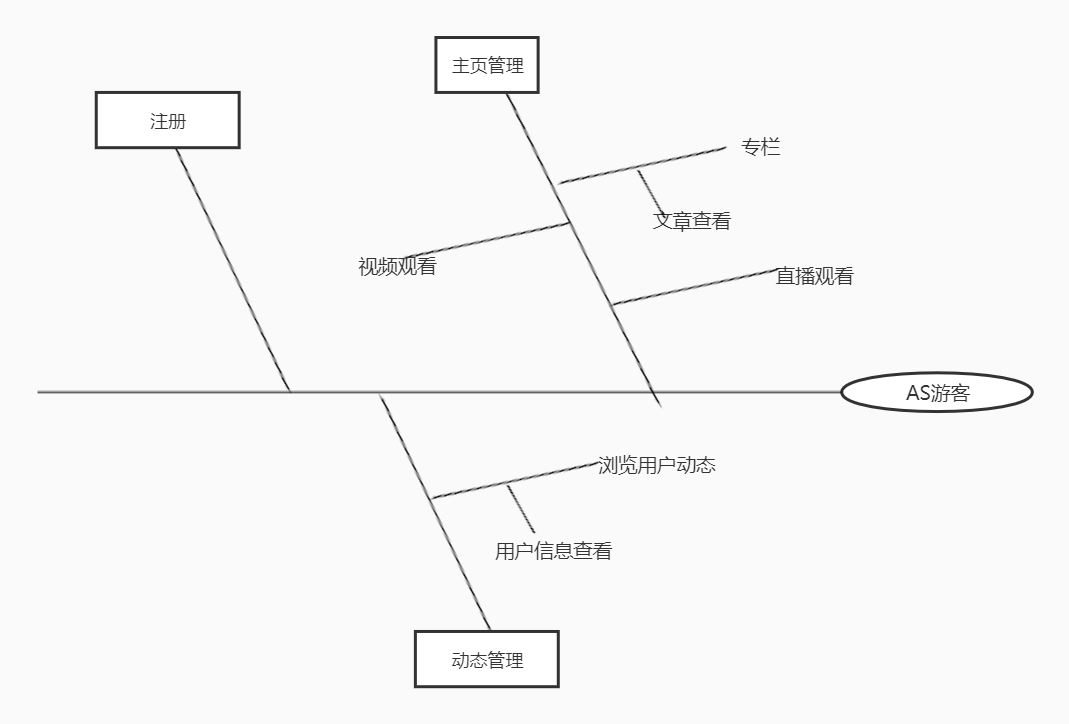 主页管理
注册
专栏
文章查看
视频观看
直播观看
AS游客
浏览用户动态
用户信息查看
动态管理